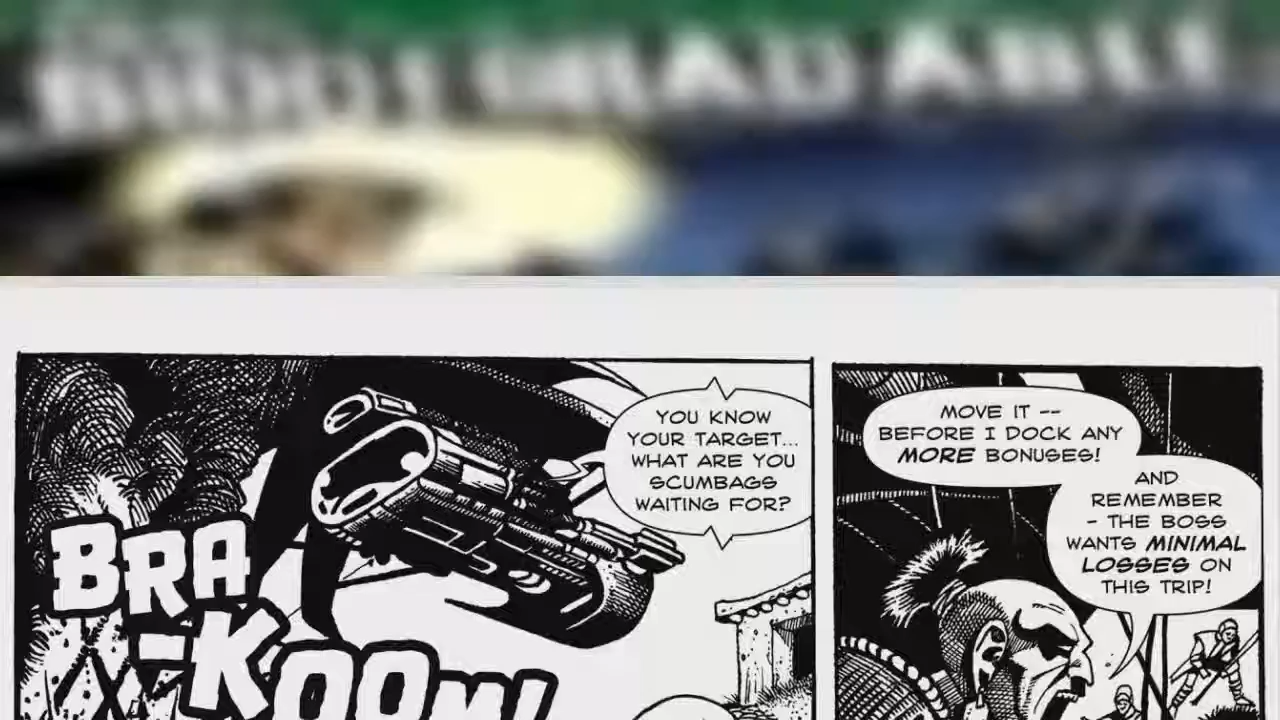 YOU KNOW
YOUR TARGET...
WHAT ARE YOU
SCUMBAGS
WAITING FOR?
BRA
-KOOM!
MOVE IT --
BEFORE I DOCK ANY
MORE BONUSES!
AND
REMEMBER
- THE BOSS
WANTS MINIMAL
LOSSES ON
THIS TRIP!